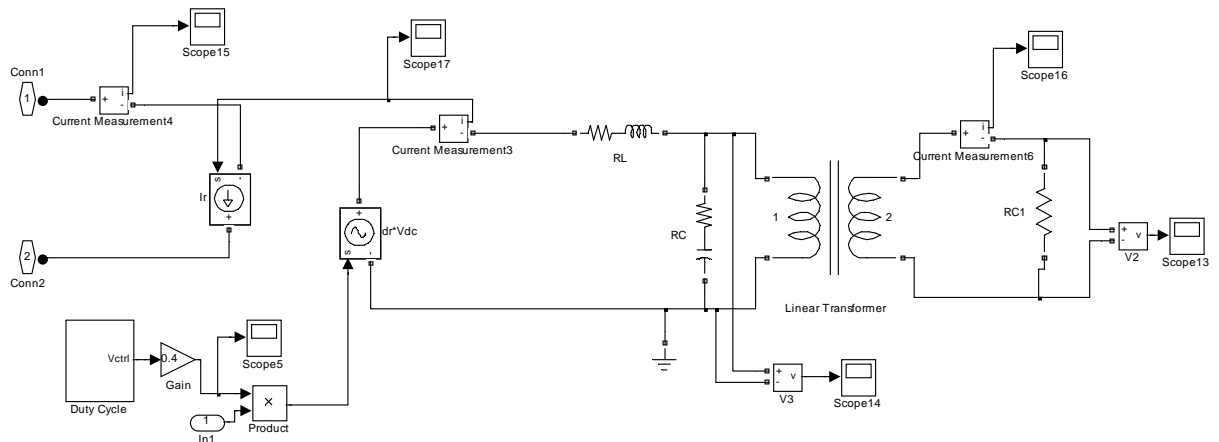 Scope15
Scope17
Scope16
Conn1
1
+
i
-
Current Measurement4
+
i
-
Current Measurement3
RL
+
i
-
Current Measurement6
s
-
Ir
+
+
dr*Vdc
s
-
RC
1
2
RC1
+
-
v
V2
Scope13
2
Conn2
Linear Transformer
Duty Cycle
Vctrl
0.4
Gain
Scope5
×
Product
1
In1
+
-
v
V3
Scope14